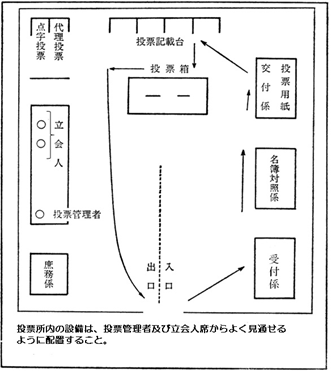 点字投票
代理投票
投票記載台
投票箱
投票用紙
交付係
立会人
投票管理者
名簿対照係
庶務係
出口
入口
受付係
投票所内の設備は、投票管理者及び立会人席からよく見通せる
ように配置すること。